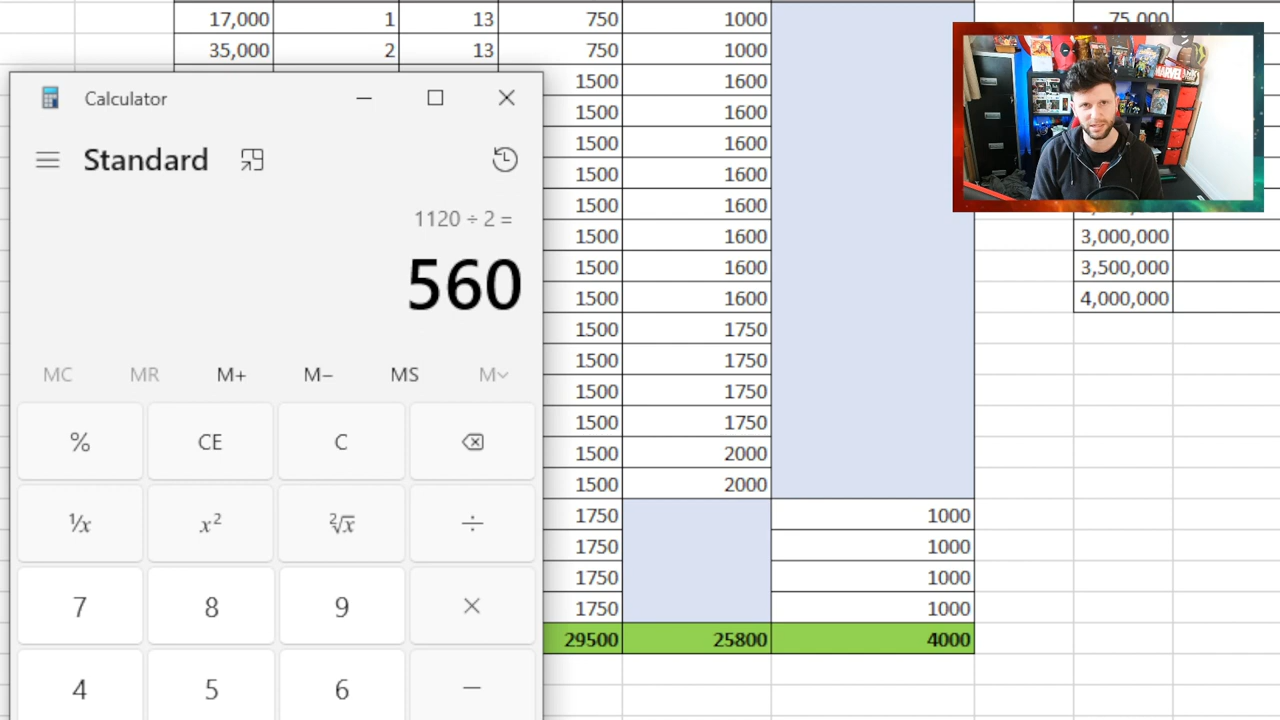 17,000 1 13 750 1000 75,000
35,000 2 13 750 1000
MARVEL
1500 1600
Calculator
1500 1600
1500 1600
Standard
1500 1600
1500 1600
1120 ÷ 2 =
1500 1600 3,000,000
560
1500 1600 3,500,000
1500 1600 4,000,000
1500 1750
1500 1750
MC MR M+ M− MS M
1500 1750
1500 1750
% CE C
1500 2000
1500 2000
1750 1000
¹/x x² ²√x ÷
1750 1000
1750 1000
7 8 9 ×
1750 1000
29500 25800 4000
4 5 6 −